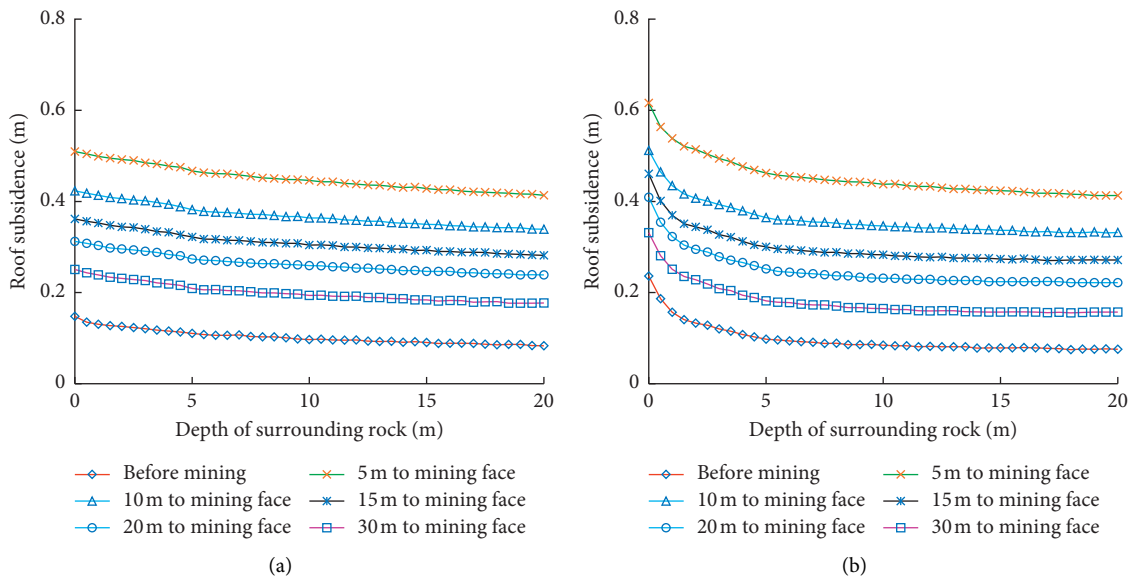 0.8
0.6
0.4
0.2
0
Roof subsidence (m)
0 5 10 15 20
Depth of surrounding rock (m)
Before mining 5 m to mining face
10 m to mining face 15 m to mining face
20 m to mining face 30 m to mining face
(a)
0.8
0.6
0.4
0.2
0
Roof subsidence (m)
0 5 10 15 20
Depth of surrounding rock (m)
Before mining 5 m to mining face
10 m to mining face 15 m to mining face
20 m to mining face 30 m to mining face
(b)